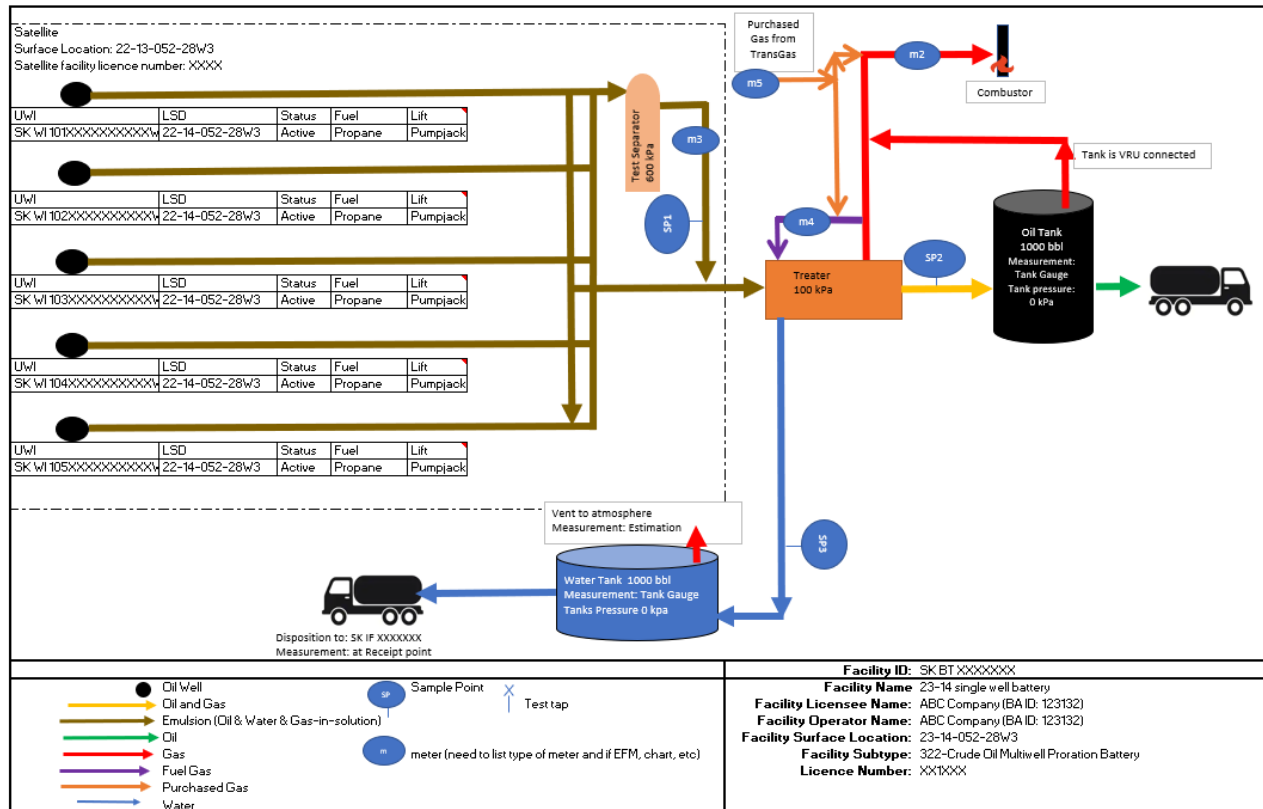 Satellite
Surface Location: 22-13-052-28W3
Satellite facility licence number: XXXX
UWI LSD Status Fuel Lift
SK WI 101XXXXXXXXXXW 22-14-052-28W3 Active Propane Pumpjack
UWI LSD Status Fuel Lift
SK WI 102XXXXXXXXXXW 22-14-052-28W3 Active Propane Pumpjack
UWI LSD Status Fuel Lift
SK WI 103XXXXXXXXXXW 22-14-052-28W3 Active Propane Pumpjack
UWI LSD Status Fuel Lift
SK WI 104XXXXXXXXXXW 22-14-052-28W3 Active Propane Pumpjack
UWI LSD Status Fuel Lift
SK WI 105XXXXXXXXXXW 22-14-052-28W3 Active Propane Pumpjack
Test Separator
600 kPa
m3
SP1
Purchased
Gas from
TransGas
m5
m2
Combustor
Tank is VRU connected
m4
Treater
100 kPa
SP2
Oil Tank
1000 bbl
Measurement:
Tank Gauge
Tank pressure:
0 kPa
SP3
Vent to atmosphere
Measurement: Estimation
Water Tank 1000 bbl
Measurement: Tank Gauge
Tanks Pressure 0 kpa
Disposition to: SK IF XXXXXXX
Measurement: at Receipt point
Oil Well
Oil and Gas
Emulsion (Oil & Water & Gas-in-solution)
Oil
Gas
Fuel Gas
Purchased Gas
Water
SP
Sample Point
X
Test tap
m
meter (need to list type of meter and if EFM, chart, etc)
Facility ID: SK BT XXXXXXX
Facility Name 23-14 single well battery
Facility Licensee Name: ABC Company (BA ID: 123132)
Facility Operator Name: ABC Company (BA ID: 123132)
Facility Surface Location: 23-14-052-28W3
Facility Subtype: 322-Crude Oil Multiwell Proration Battery
Licence Number: XX1XXX